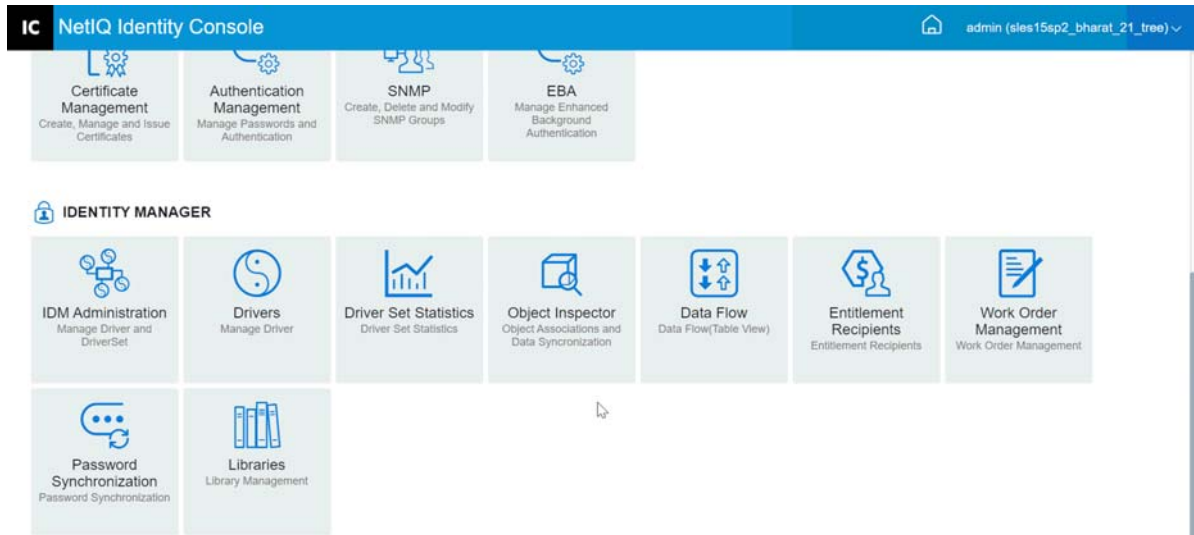 IC NetIQ Identity Console admin (sles15sp2_bharat_21_tree)
Certificate
Management
Create, Manage and Issue
Certificates
Authentication
Management
Manage Passwords and
Authentication
SNMP
Create, Delete and Modify
SNMP Groups
EBA
Manage Enhanced
Background
Authentication
IDENTITY MANAGER
IDM Administration
Manage Driver and
DriverSet
Drivers
Manage Driver
Driver Set Statistics
Driver Set Statistics
Object Inspector
Object Associations and
Data Syncronization
Data Flow
Data Flow(Table View)
Entitlement
Recipients
Entitlement Recipients
Work Order
Management
Work Order Management
Password
Synchronization
Password Synchronization
Libraries
Library Management